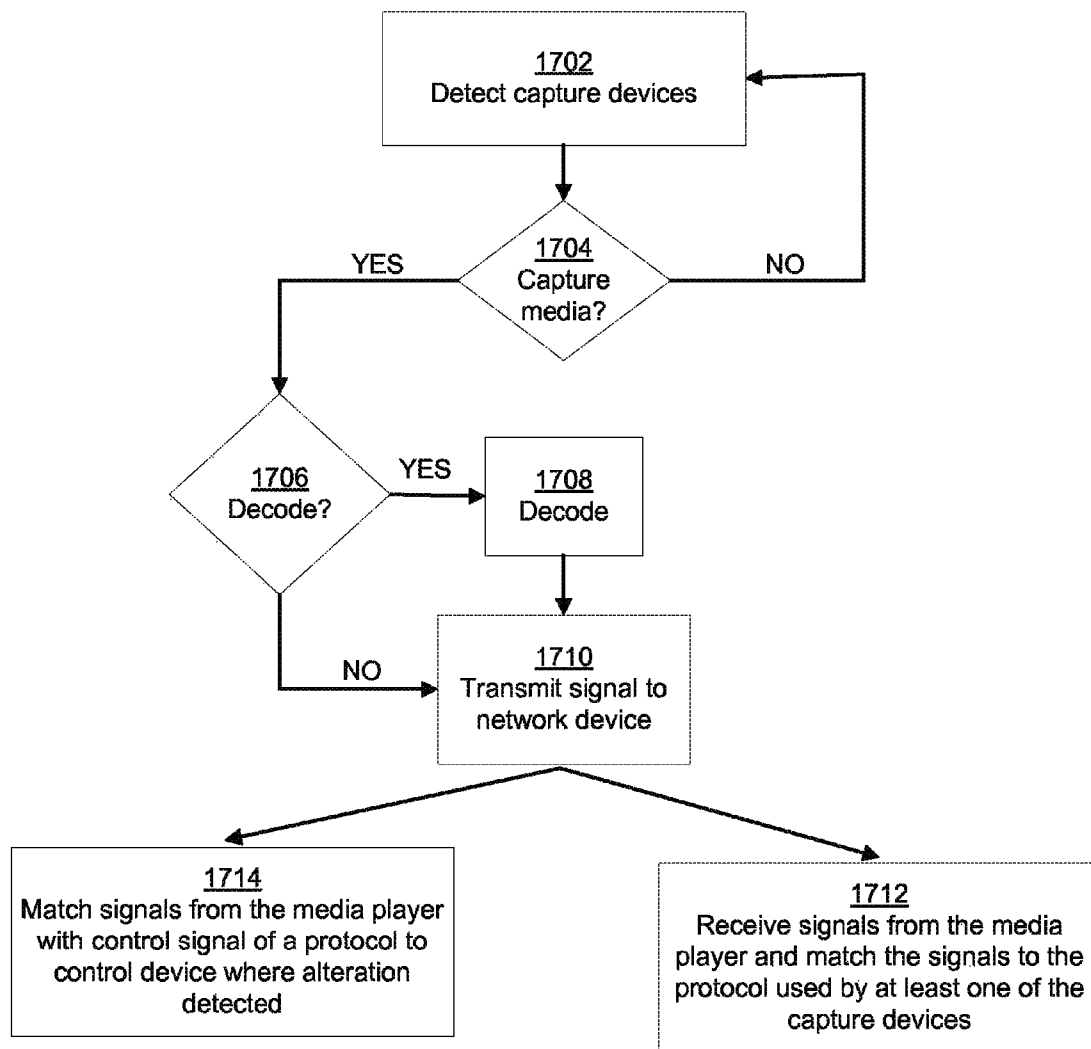 1702
Detect capture devices
1704
Capture
media?
YES
NO
1706
Decode?
YES
1708
Decode
NO
1710
Transmit signal to
network device
1714
Match signals from the media player
with control signal of a protocol to
control device where alteration
detected
1712
Receive signals from the media
player and match the signals to the
protocol used by at least one of the
capture devices